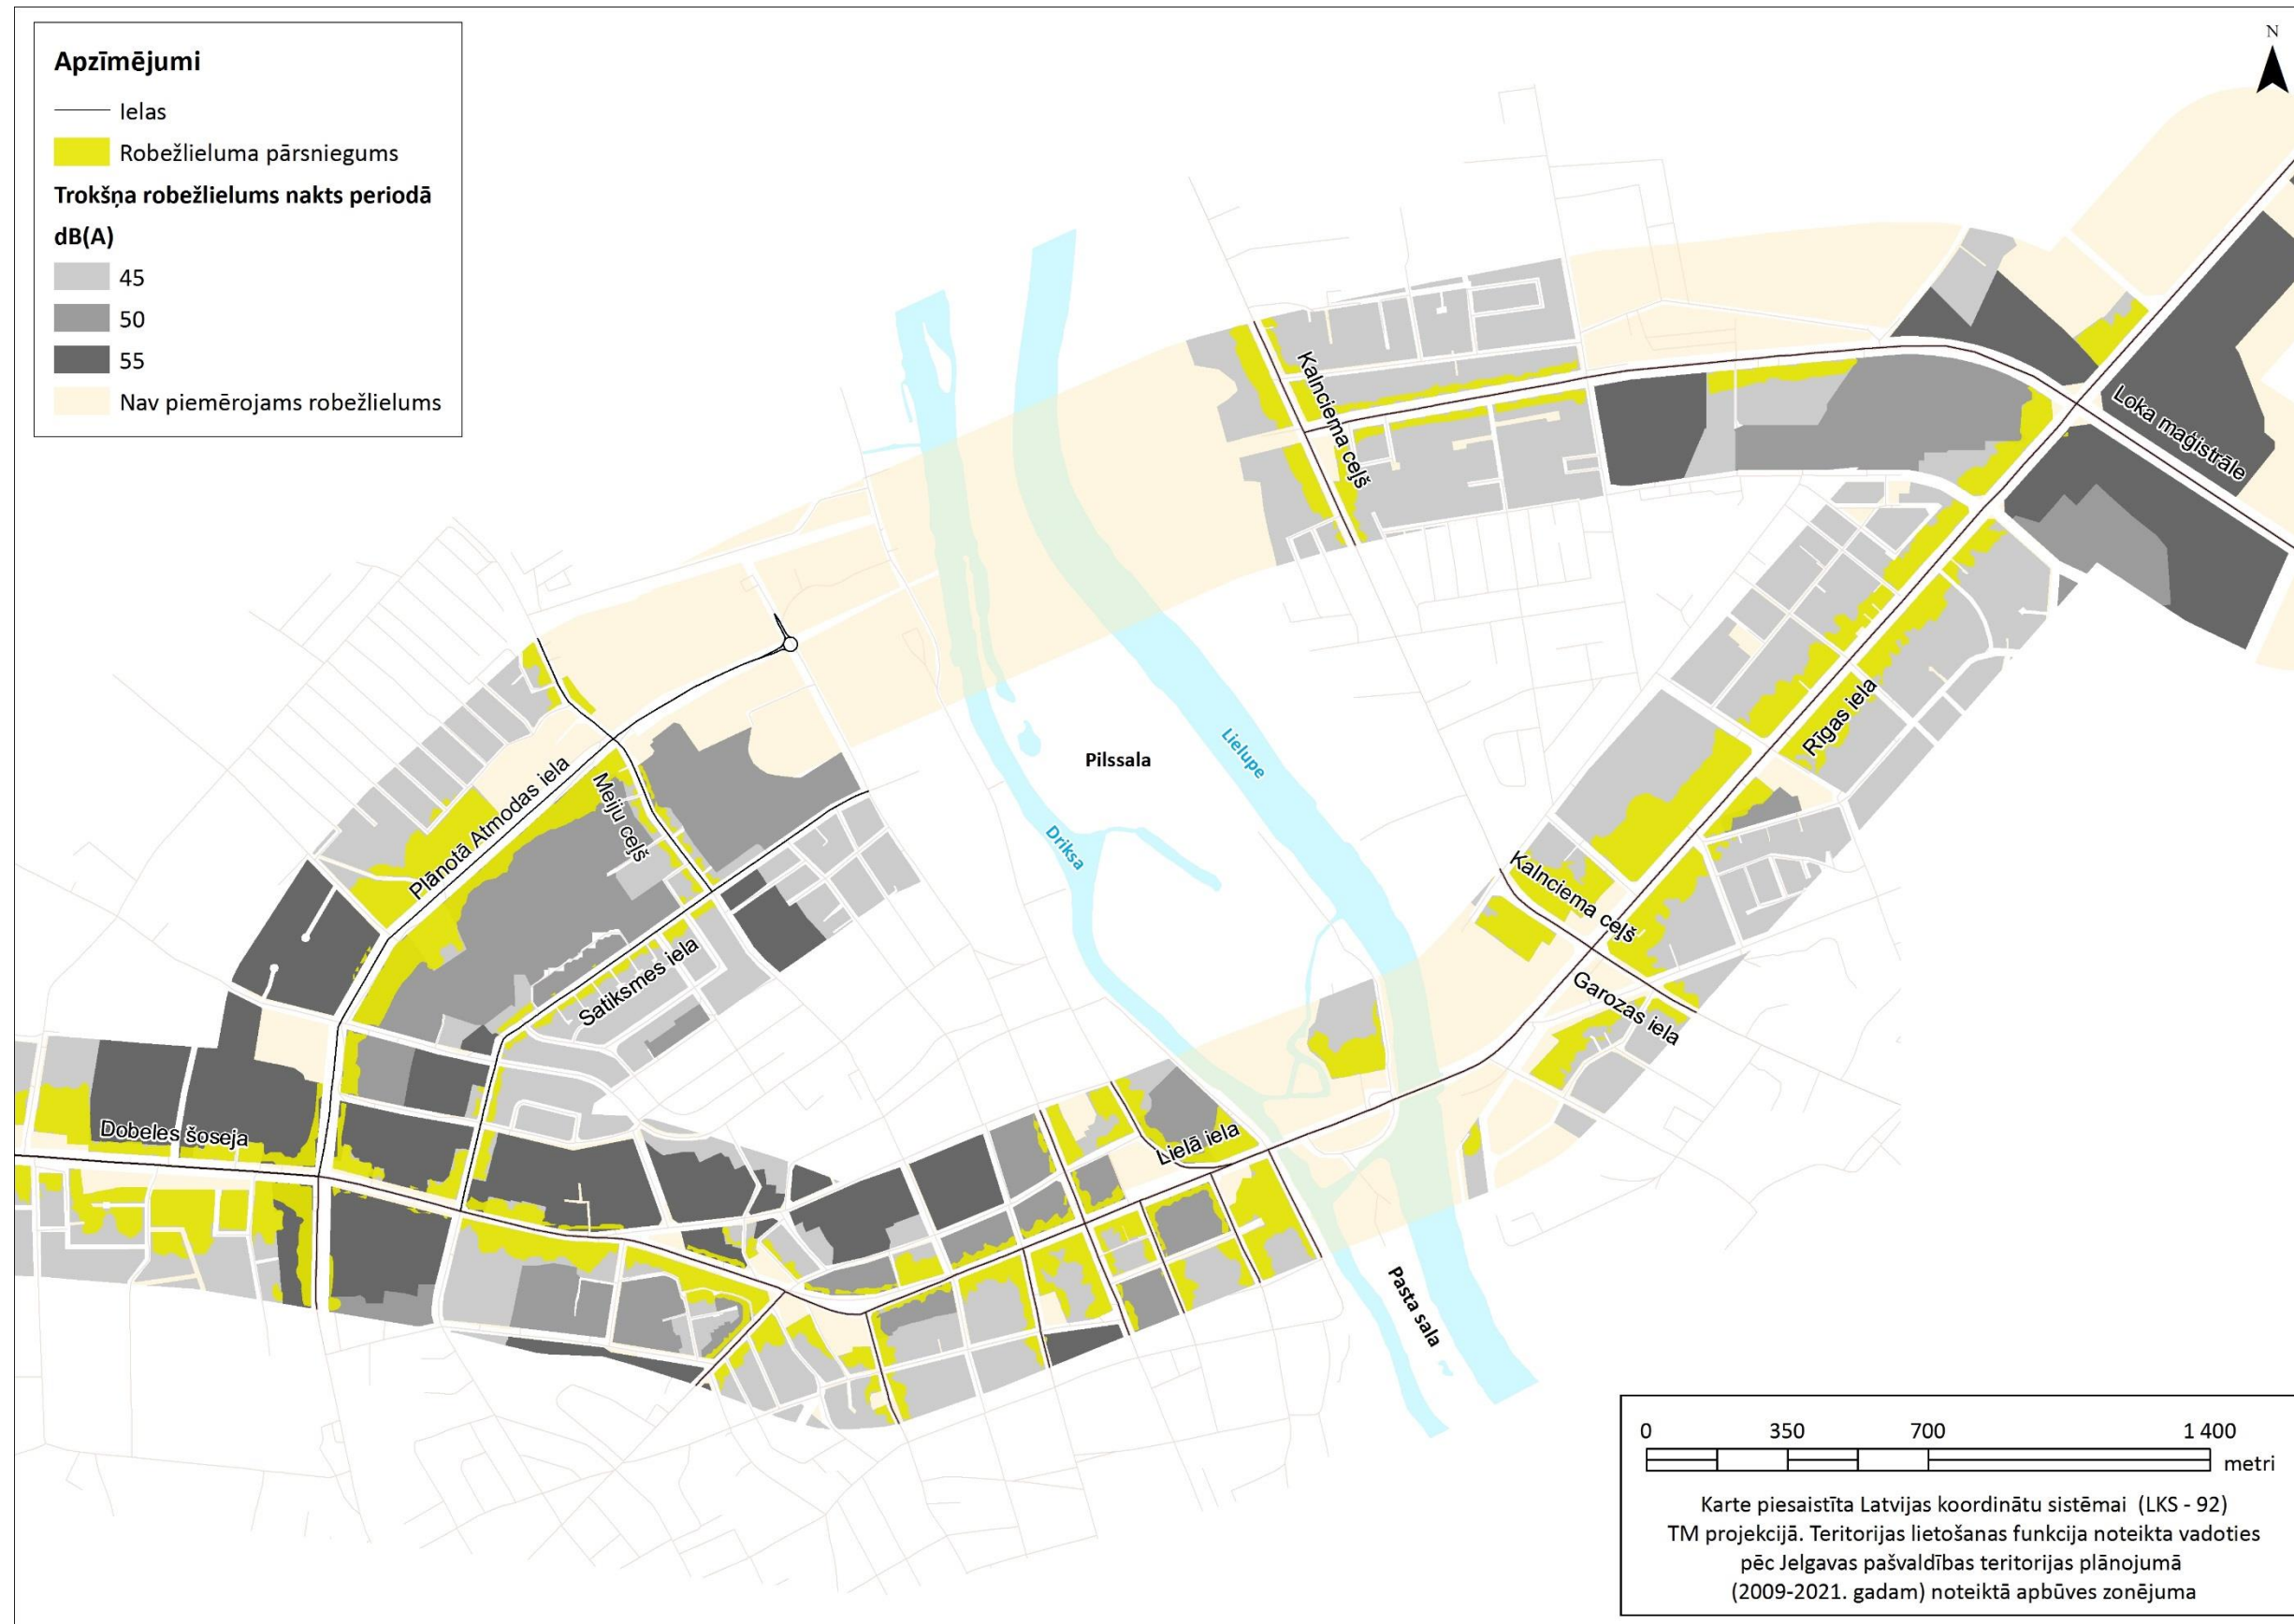 Apzīmējumi
Ielas
Robežlieluma pārsniegums
Trokšņa robežlielums nakts periodā
dB(A)
45
50
55
Nav piemērojams robežlielums
N
Kalnciema ceļš
Loka maģistrāle
Rīgas iela
Pilssala
Lielupe
Driksa
Plānotā Atmodas iela
Meiju ceļš
Satiksmes iela
Kalnciema ceļš
Garozas iela
Dobeles šoseja
Lielā iela
Pasta sala
0 350 700 1 400
metri
Karte piesaistīta Latvijas koordinātu sistēmai (LKS - 92)
TM projekcijā. Teritorijas lietošanas funkcija noteikta vadoties
pēc Jelgavas pašvaldības teritorijas plānojumā
(2009-2021. gadam) noteiktā apbūves zonējuma